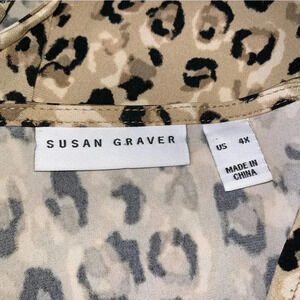 SUSAN GRAVER
US 4X
MADE IN
CHINA